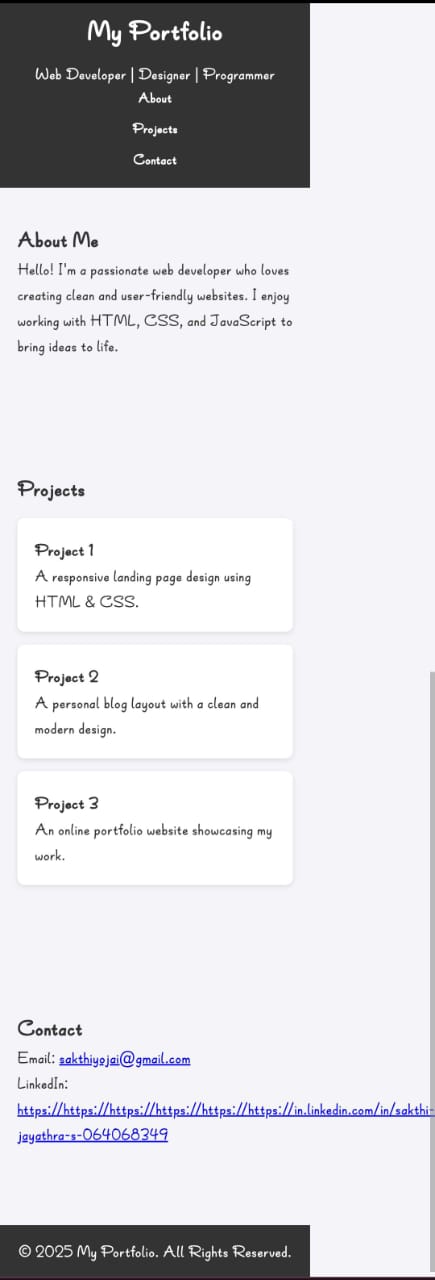 My Portfolio
Web Developer | Designer | Programmer
About
Projects
Contact
About Me
Hello! I'm a passionate web developer who loves
creating clean and user-friendly websites. I enjoy
working with HTML, CSS, and JavaScript to
bring ideas to life.
Projects
Project 1
A responsive landing page design using
HTML & CSS.
Project 2
A personal blog layout with a clean and
modern design.
Project 3
An online portfolio website showcasing my
work.
Contact
Email: sakthiyojai@gmail.com
LinkedIn:
https://https://https://https://https://https://in.linkedin.com/in/sakthi-
jayathra-s-064068349
© 2025 My Portfolio. All Rights Reserved.